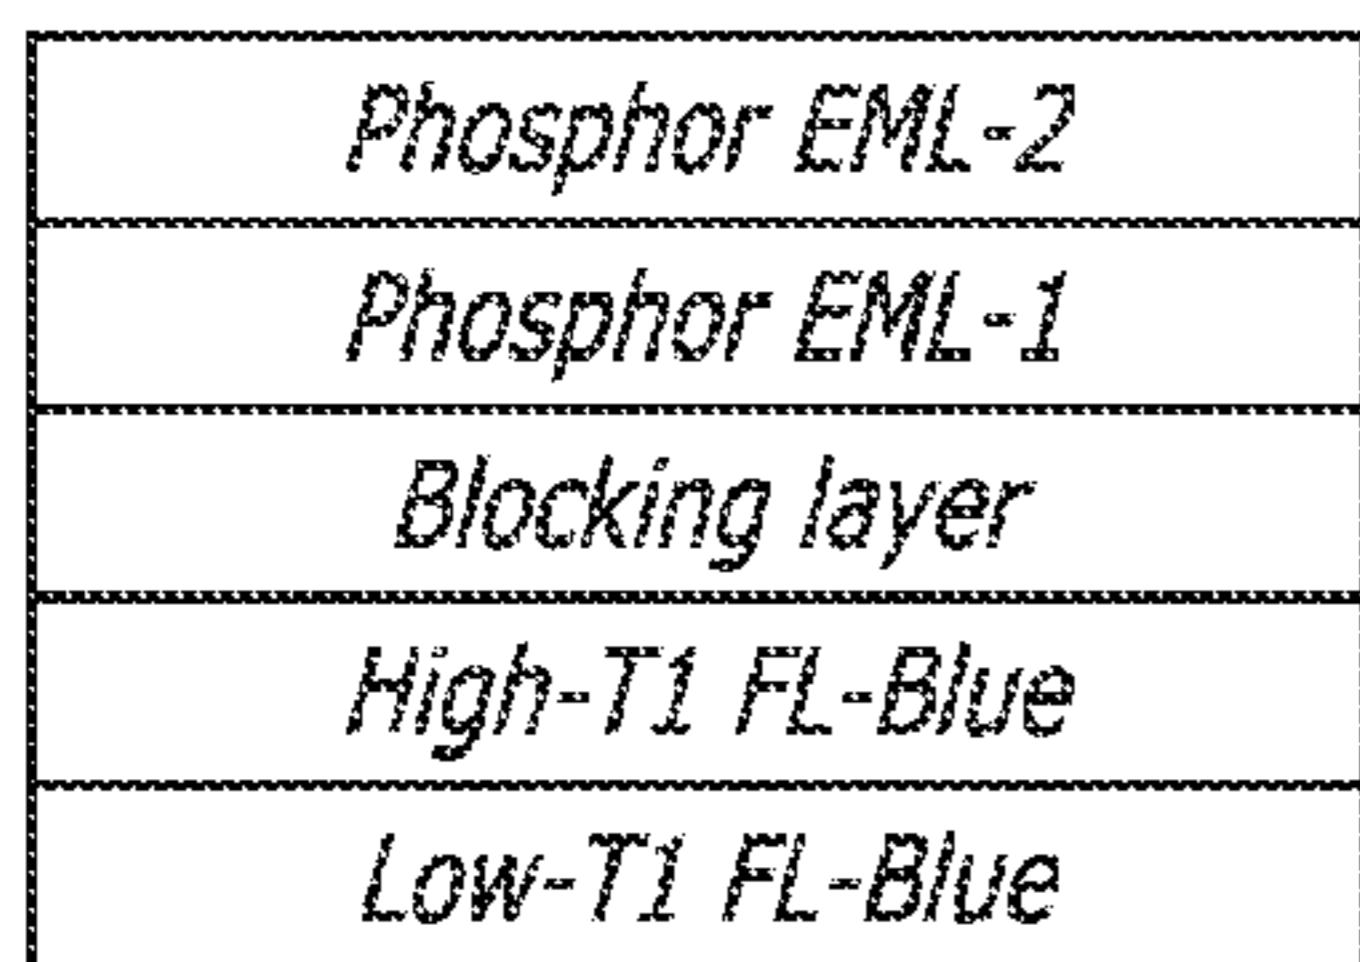 Phosphor EML-2
Phosphor EML-1
Blocking layer
High-T1 FL-Blue
Low-T1 FL-Blue